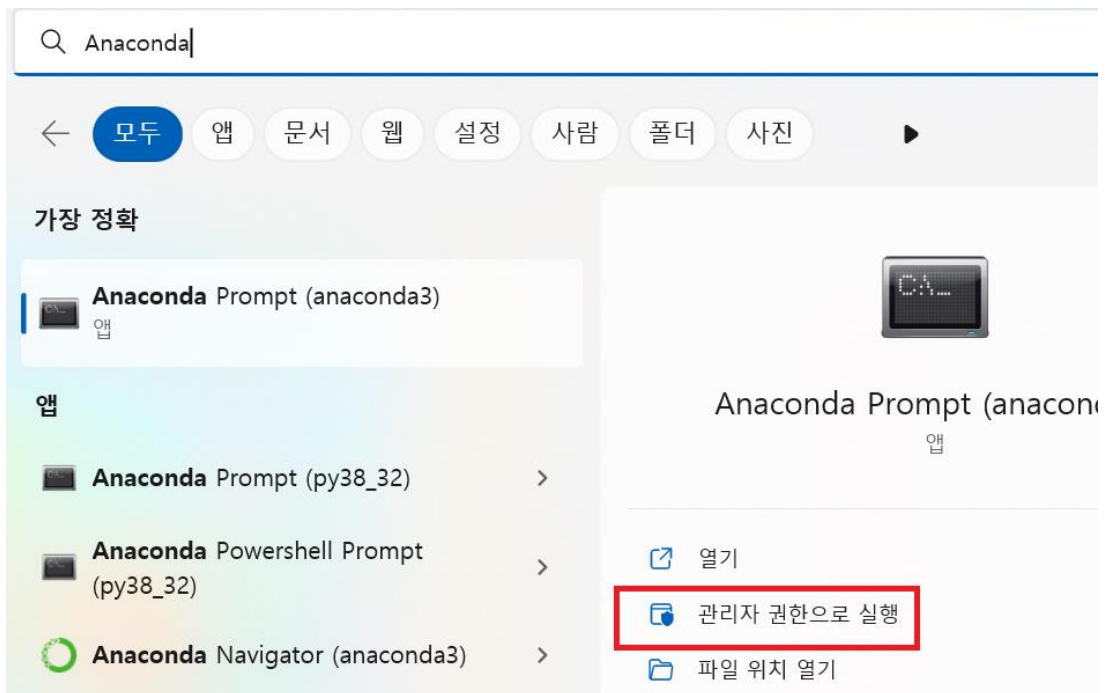 Anaconda
모두 앱 문서 웹 설정 사람 폴더 사진
가장 정확
Anaconda Prompt (anaconda3)
앱
앱
Anaconda Prompt (py38_32)
Anaconda Powershell Prompt
(py38_32)
Anaconda Navigator (anaconda3)
C:\_
Anaconda Prompt (anacond
앱
열기
관리자 권한으로 실행
파일 위치 열기